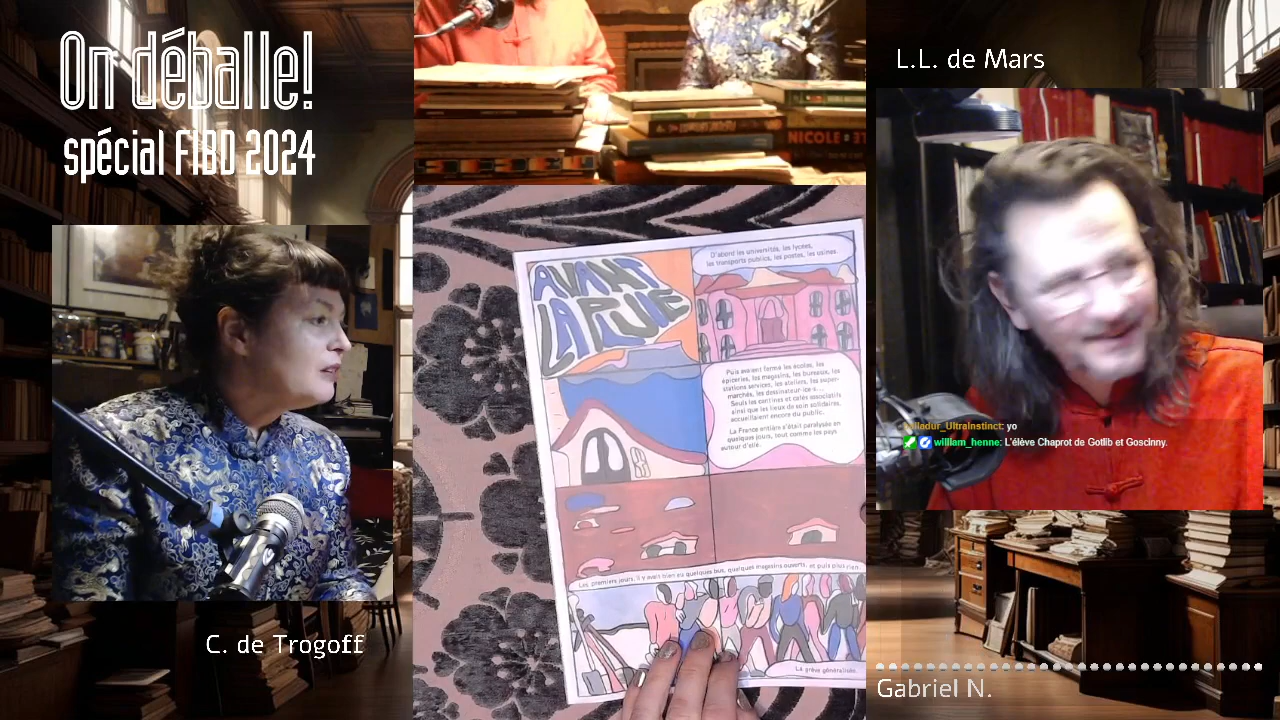 On déballe!
spécial FIBD 2024
C. de Trogoff
NICOLE
AVANT
LA PLUIE
D'abord les universités, les lycées,
les transports publics, les postes, les usines.
Puis avaient fermé les écoles, les
épiceries, les magasins, les bureaux, les
stations services, les ateliers, les super-
marchés, les dessinateur·ice·s...
Seuls les cantines et cafés associatifs
ainsi que les lieux de soin solidaires,
accueillaient encore du public.
La France entière s'était paralysée en
quelques jours, tout comme les pays
autour d'elle.
Les premiers jours, il y avait bien eu quelques bus, quelques magasins ouverts, et puis plus rien.
LA grève généralisée.
L.L. de Mars
UltraInstinct: yo
william_henne: L'élève Chaprot de Gotlib et Goscinny.
Gabriel N.